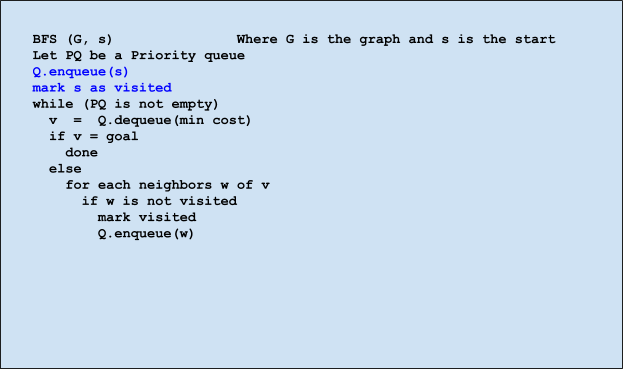 BFS (G, s) Where G is the graph and s is the start
Let PQ be a Priority queue
Q.enqueue(s)
mark s as visited
while (PQ is not empty)
v = Q.dequeue(min cost)
if v = goal
done
else
for each neighbors w of v
if w is not visited
mark visited
Q.enqueue(w)